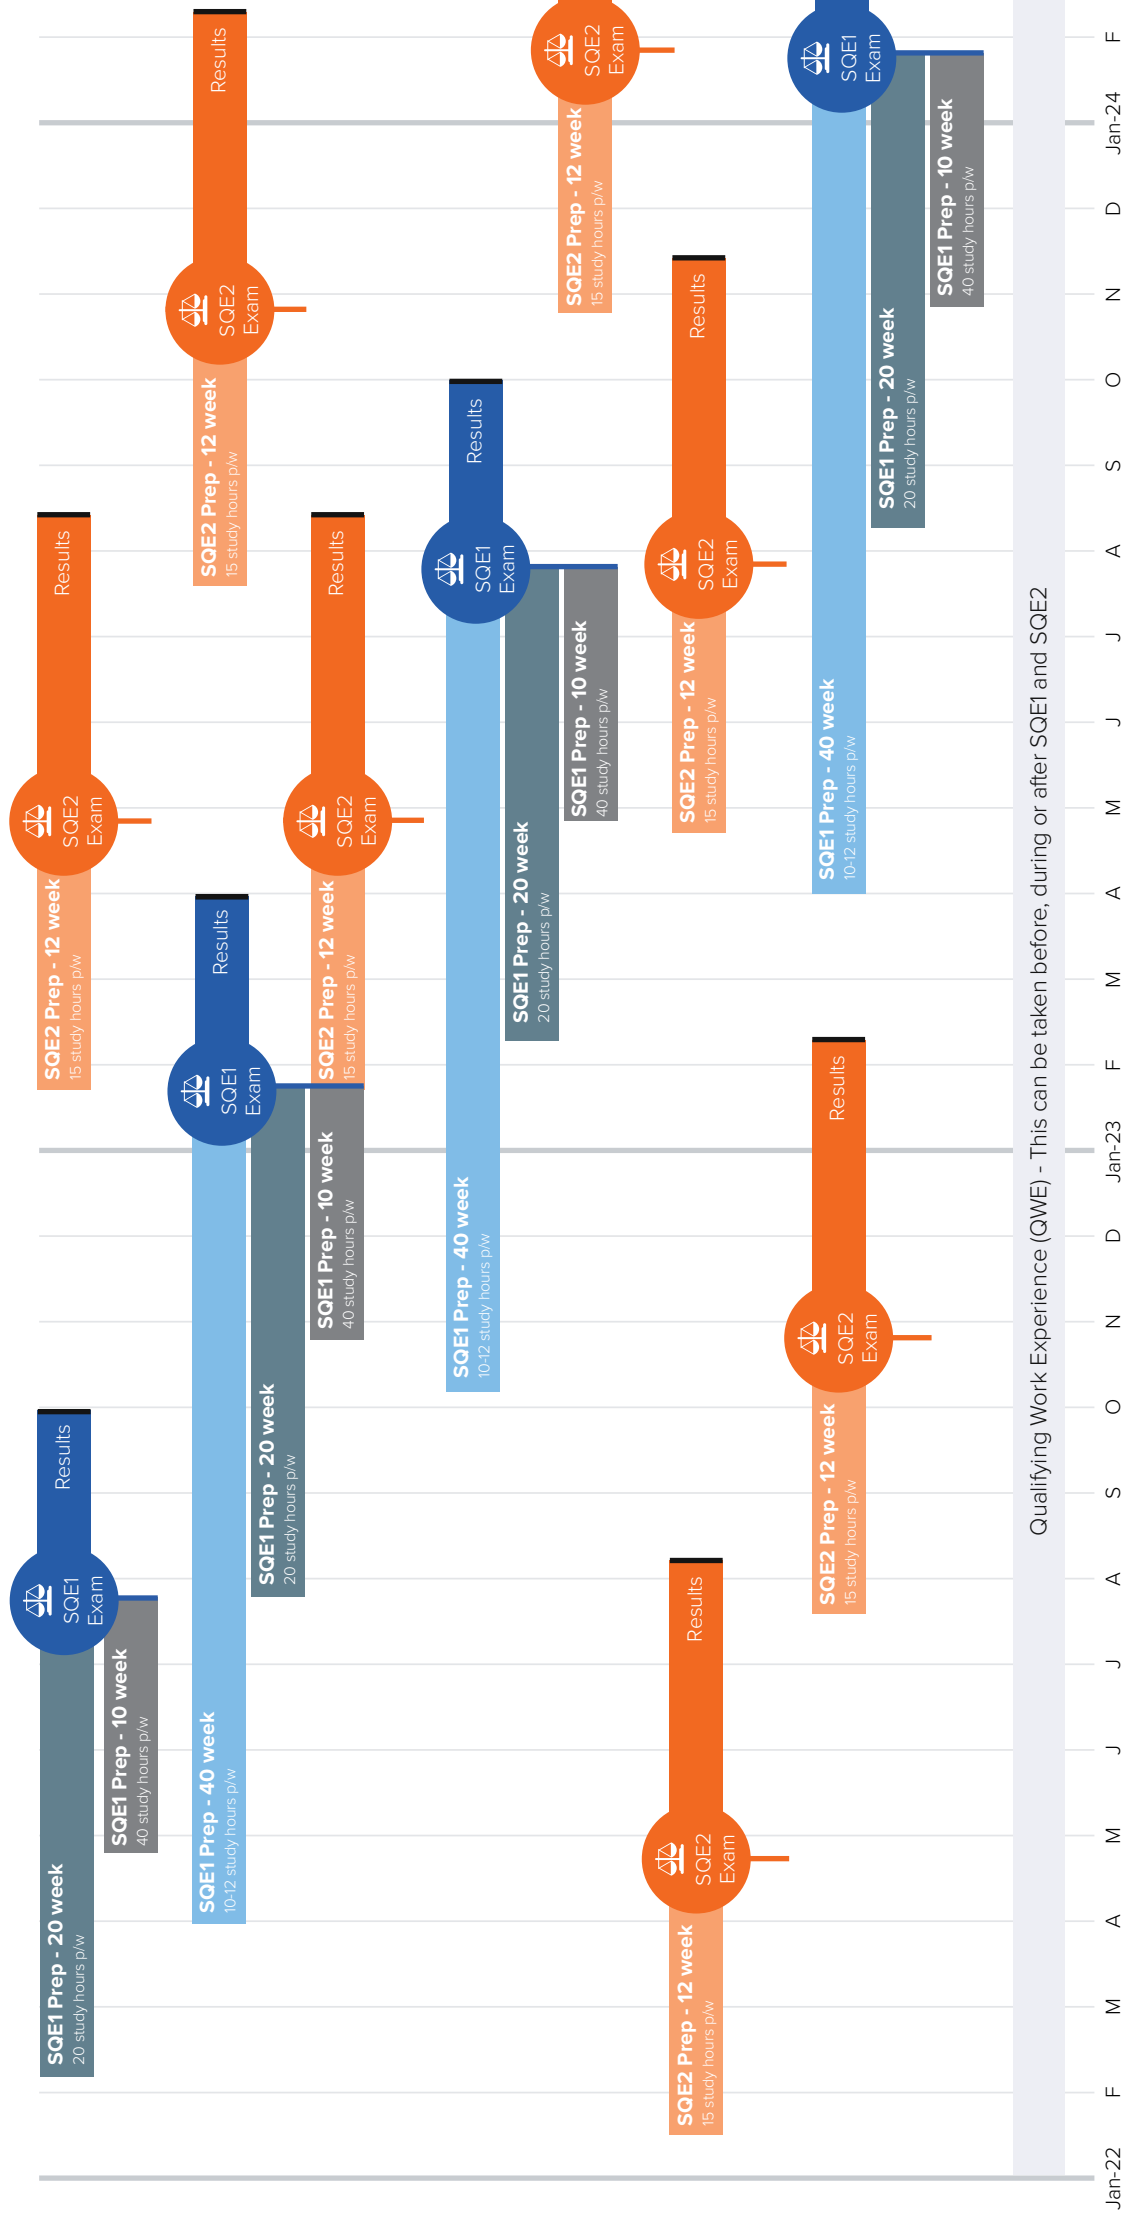 SQE1 Prep - 20 week
20 study hours p/w
SQE1
Exam
Results
SQE2 Prep - 12 week
15 study hours p/w
SQE2
Exam
Results
SQE1 Prep - 10 week
40 study hours p/w
SQE1 Prep - 40 week
10-12 study hours p/w
SQE1
Exam
Results
SQE2 Prep - 12 week
15 study hours p/w
SQE2
Exam
Results
SQE1 Prep - 20 week
20 study hours p/w
SQE1 Prep - 10 week
40 study hours p/w
SQE2 Prep - 12 week
15 study hours p/w
SQE2
Exam
Results
SQE1 Prep - 40 week
10-12 study hours p/w
SQE1
Exam
Results
SQE1 Prep - 20 week
20 study hours p/w
SQE1 Prep - 10 week
40 study hours p/w
SQE2 Prep - 12 week
15 study hours p/w
SQE2
Exam
SQE2 Prep - 12 week
15 study hours p/w
SQE2
Exam
Results
SQE2 Prep - 12 week
15 study hours p/w
SQE2
Exam
Results
SQE2 Prep - 12 week
15 study hours p/w
SQE2
Exam
Results
SQE1 Prep - 40 week
10-12 study hours p/w
SQE1
Exam
SQE1 Prep - 20 week
20 study hours p/w
SQE1 Prep - 10 week
40 study hours p/w
Qualifying Work Experience (QWE) - This can be taken before, during or after SQE1 and SQE2
Jan-22 F M A M J J A S O N D Jan-23 F M A M J J A S O N D Jan-24 F